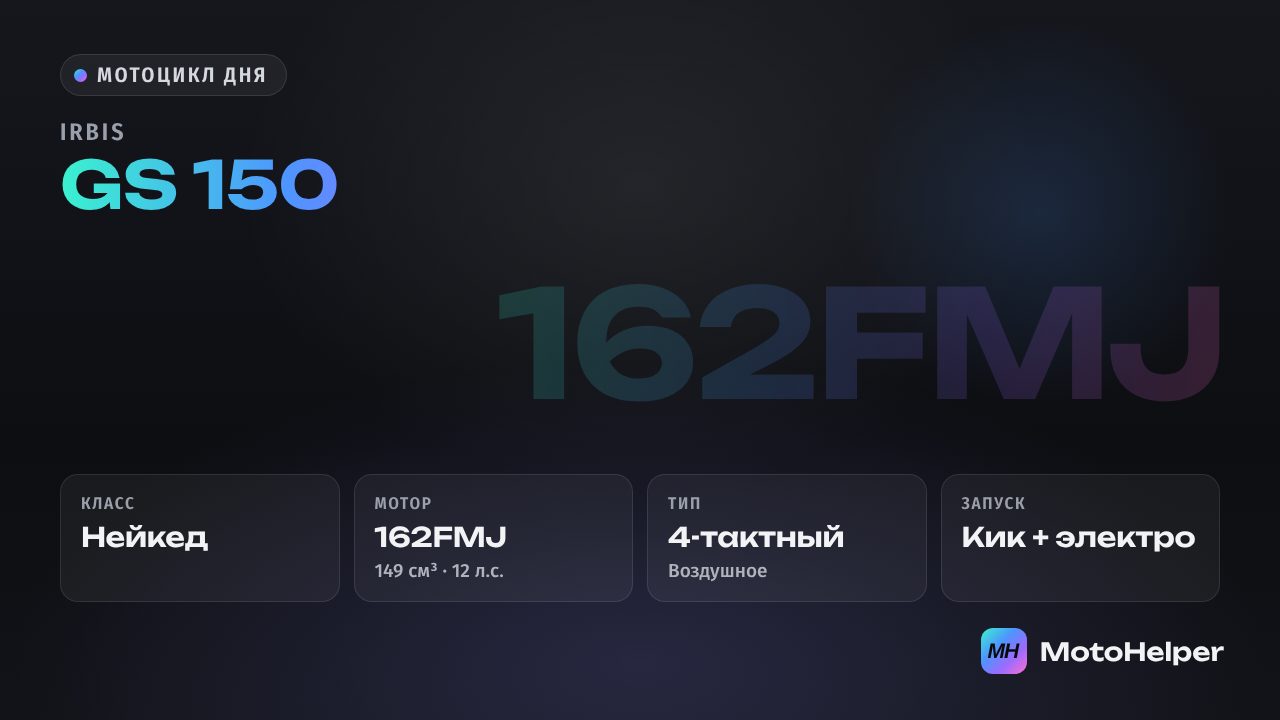 МОТОЦИКЛ ДНЯ
IRBIS
GS 150
162FMJ
КЛАСС
Нейкед
МОТОР
162FMJ
149 см³ · 12 л.с.
ТИП
4-тактный
Воздушное
ЗАПУСК
Кик + электро
MH MotoHelper